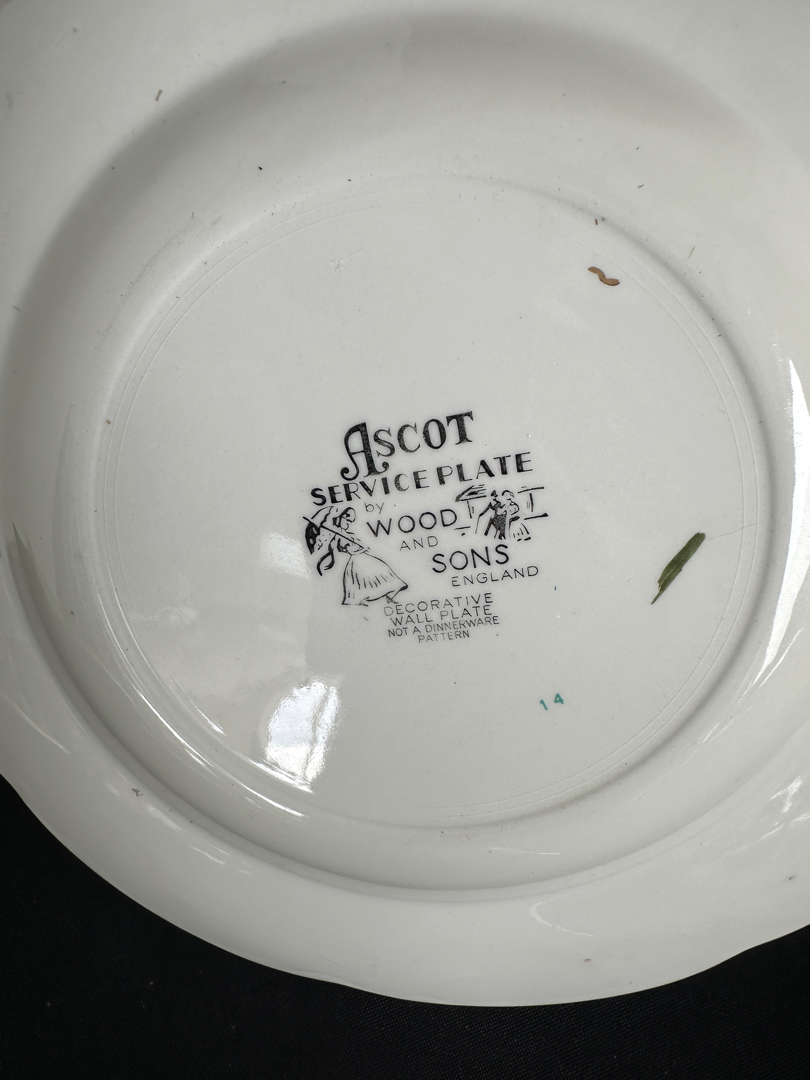 ASCOT
SERVICE PLATE
by
WOOD
AND
SONS
ENGLAND
DECORATIVE
WALL PLATE
NOT A DINNERWARE
PATTERN
14